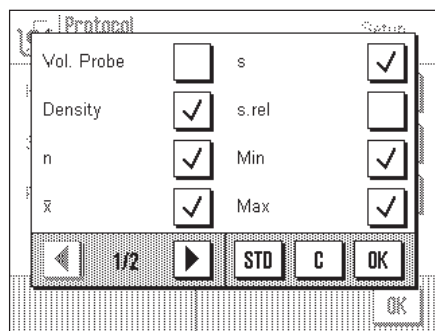 Protocol
Setup
Vol. Probe
s
Density
s.rel
n
Min
x̄
Max
1/2
STD
C
OK
OK